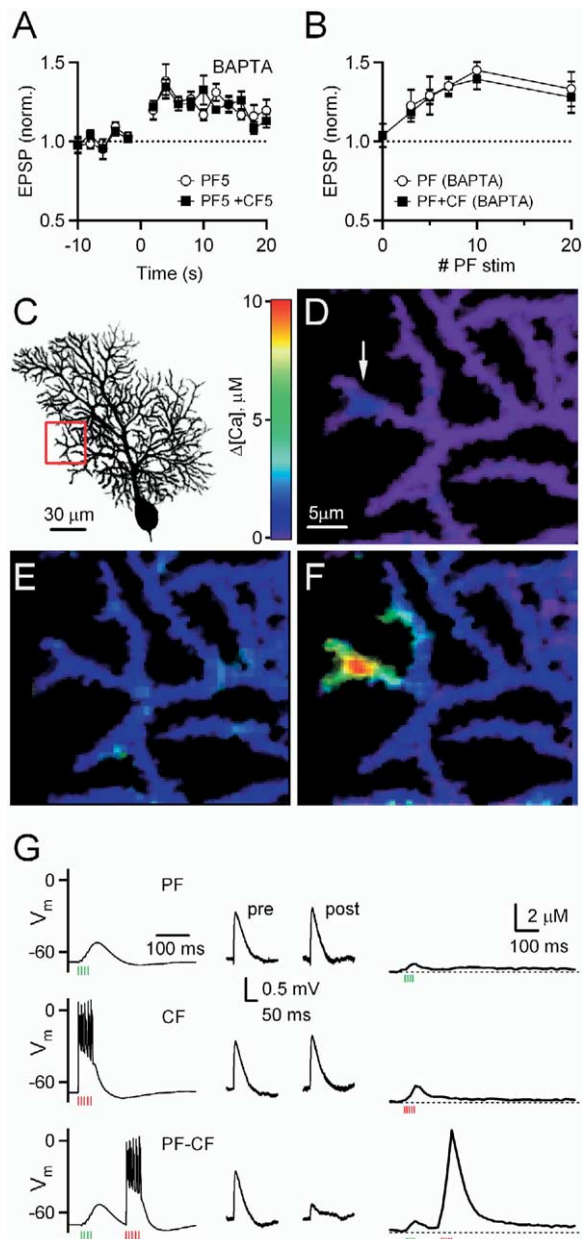 A
BAPTA
EPSP (norm.)
1.5
1.0
0.5
-10
0
10
20
Time (s)
PF5
PF5 +CF5
B
EPSP (norm.)
1.5
1.0
0.5
0
10
20
# PF stim
PF (BAPTA)
PF+CF (BAPTA)
C
30 μm
10
5
0
Δ[Ca], μM
D
5μm
E
F
G
PF
0
-60
Vm
100 ms
pre
post
2 μM
100 ms
0.5 mV
50 ms
CF
0
-60
Vm
PF-CF
0
-60
Vm